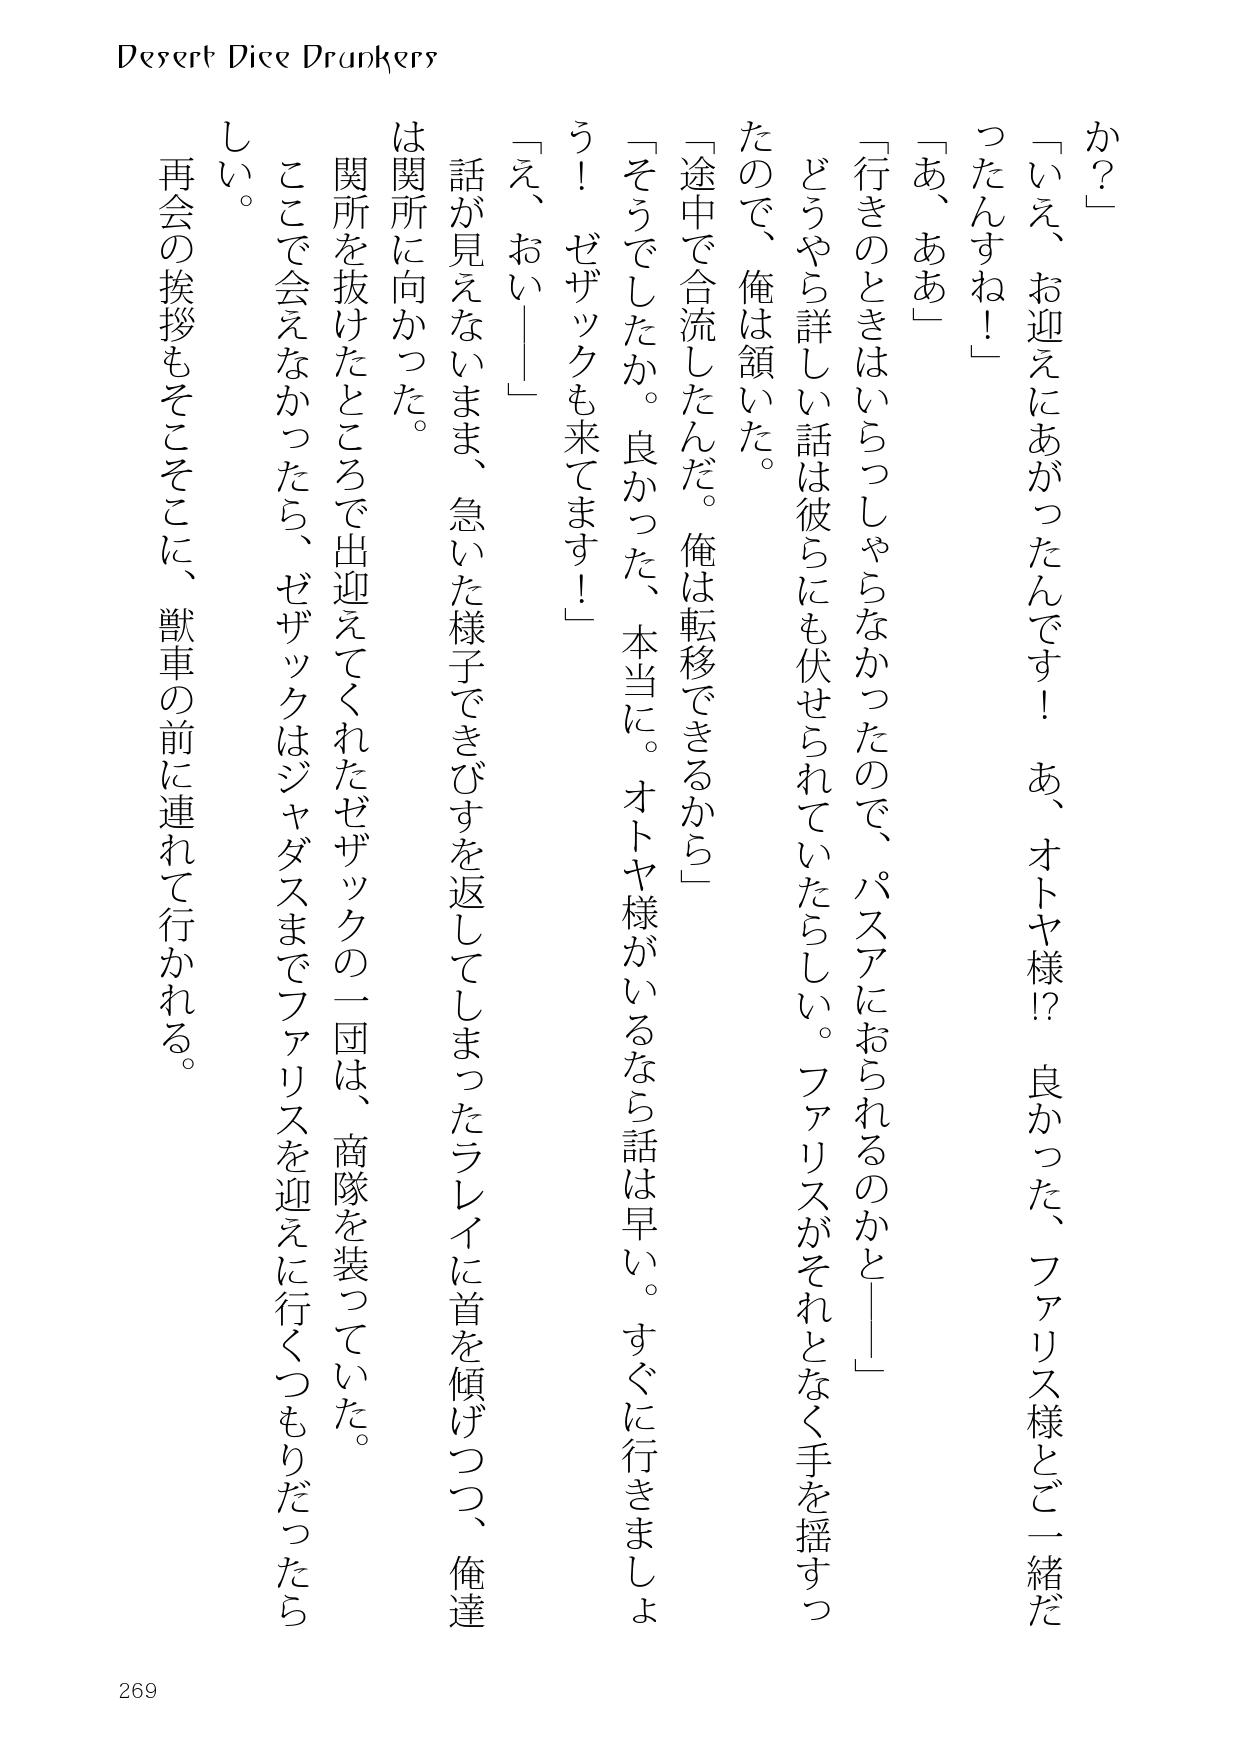 Desert Dice Drunkers
か？」
「いえ、お迎えにあがったんです！　あ、オトヤ様!?　良かった、ファリス様とご一緒だ
ったんすね！」
「あ、ああ」
「行きのときはいらっしゃらなかったので、パスアにおられるのかと――」
　どうやら詳しい話は彼らにも伏せられていたらしい。ファリスがそれとなく手を揺すっ
たので、俺は頷いた。
「途中で合流したんだ。俺は転移できるから」
「そうでしたか。良かった、本当に。オトヤ様がいるなら話は早い。すぐに行きましょ
う！　ゼザックも来てます！」
「え、おい――」
　話が見えないまま、急いた様子できびすを返してしまったラレイに首を傾げつつ、俺達
は関所に向かった。
　関所を抜けたところで出迎えてくれたゼザックの一団は、商隊を装っていた。
　ここで会えなかったら、ゼザックはジャダスまでファリスを迎えに行くつもりだったら
しい。
　再会の挨拶もそこそこに、獣車の前に連れて行かれる。
269